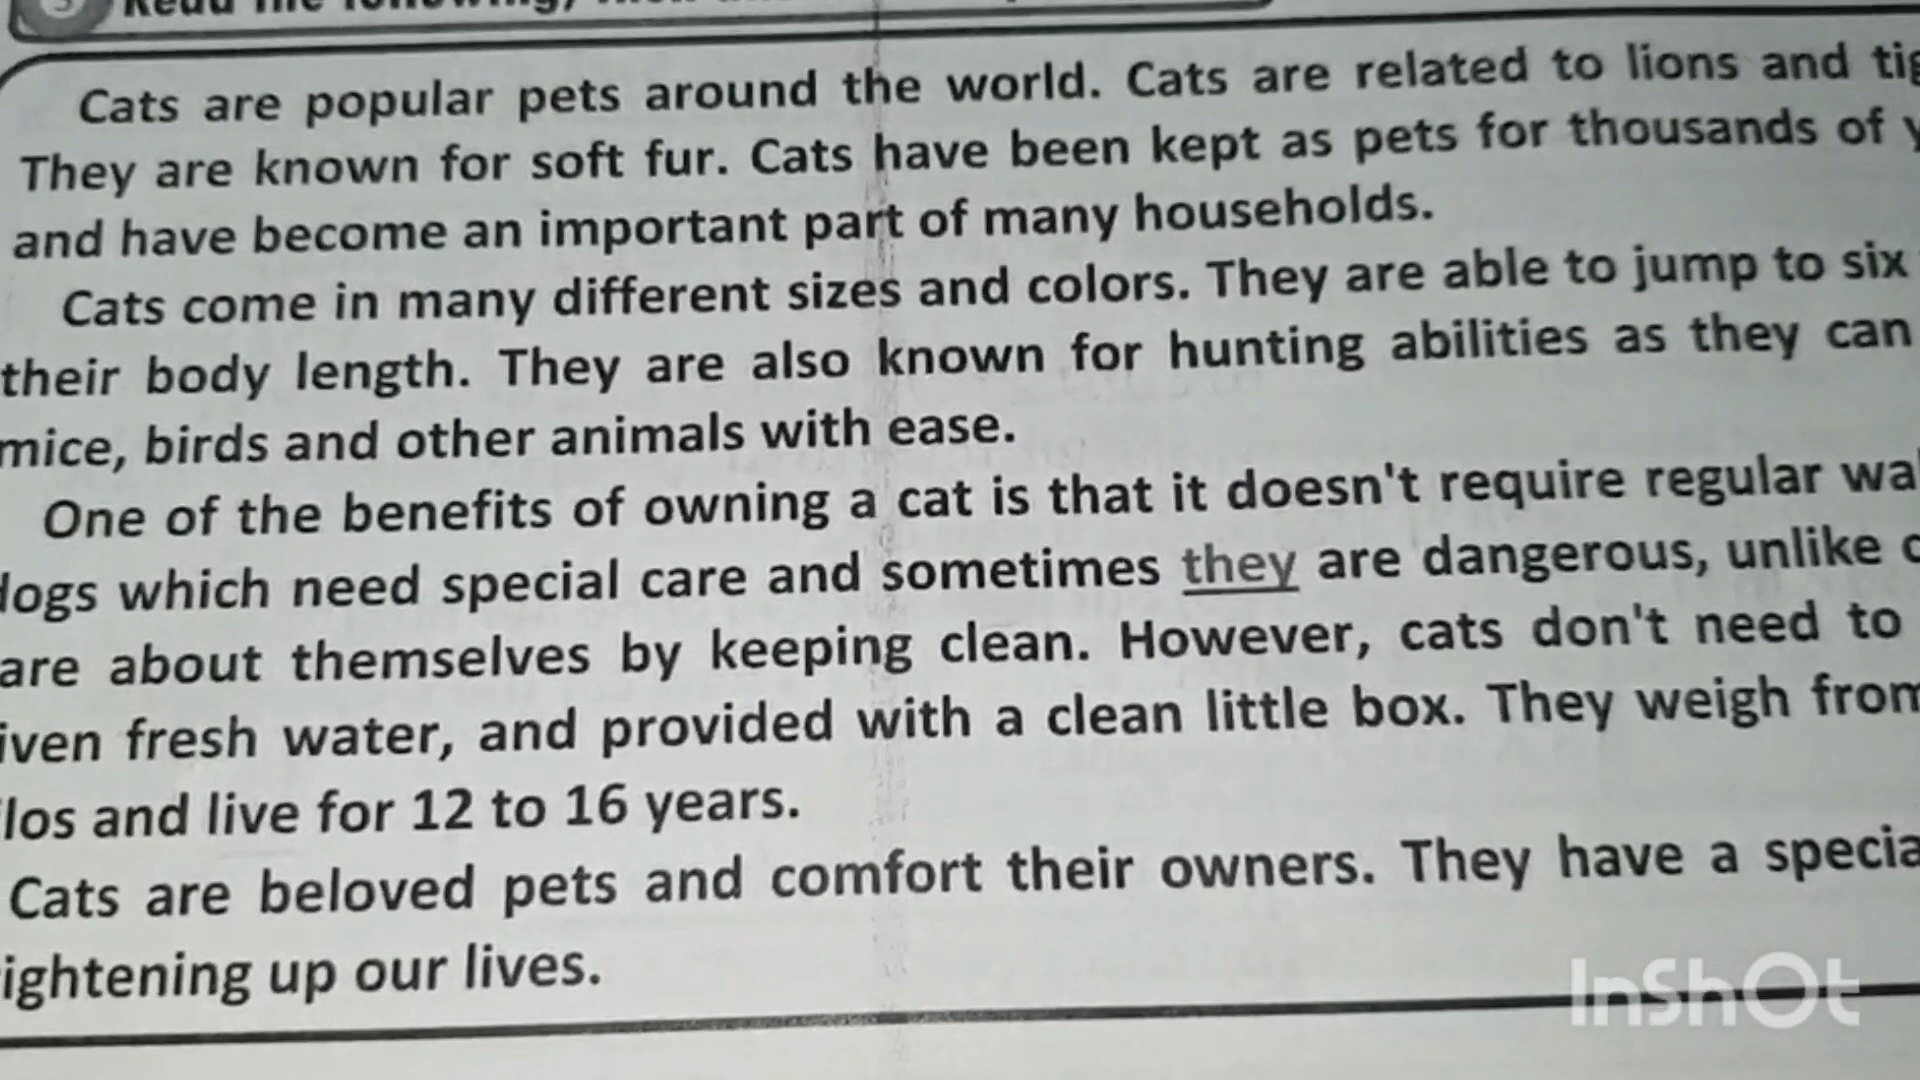 Cats are popular pets around the world. Cats are related to lions and
They are known for soft fur. Cats have been kept as pets for thousands of
and have become an important part of many households.
Cats come in many different sizes and colors. They are able to jump to six
their body length. They are also known for hunting abilities as they can
mice, birds and other animals with ease.
One of the benefits of owning a cat is that it doesn't require regular
which need special care and sometimes they are dangerous, unlike
about themselves by keeping clean. However, cats don't need to
fresh water, and provided with a clean little box. They weigh from
and live for 12 to 16 years.
Cats are beloved pets and comfort their owners. They have a
up our lives.
InShOt